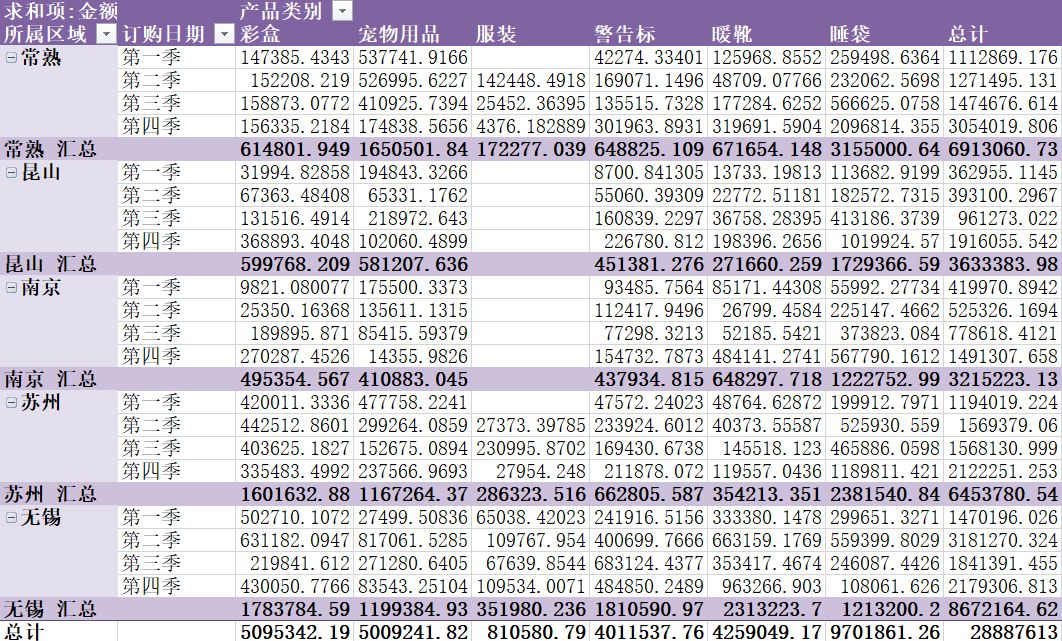 求和项:金额 产品类别
所属区域 订购日期 彩盒 宠物用品 服装 警告标 暖靴 睡袋 总计
常熟 第一季 147385.4343 537741.9166 42274.33401 125968.8552 259498.6364 1112869.176
第二季 152208.219 526995.6227 142448.4918 169071.1496 48709.07766 232062.5698 1271495.131
第三季 158873.0772 410925.7394 25452.36395 135515.7328 177284.6252 566625.0758 1474676.614
第四季 156335.2184 174838.5656 4376.182889 301963.8931 319691.5904 2096814.355 3054019.806
常熟 汇总 614801.949 1650501.84 172277.039 648825.109 671654.148 3155000.64 6913060.73
昆山 第一季 31994.82858 194843.3266 8700.841305 13733.19813 113682.9199 362955.1145
第二季 67363.48408 65331.1762 55060.39309 22772.51181 182572.7315 393100.2967
第三季 131516.4914 218972.643 160839.2297 36758.28395 413186.3739 961273.022
第四季 368893.4048 102060.4899 226780.812 198396.2656 1019924.57 1916055.542
昆山 汇总 599768.209 581207.636 451381.276 271660.259 1729366.59 3633383.98
南京 第一季 9821.080077 175500.3373 93485.7564 85171.44308 55992.27734 419970.8942
第二季 25350.16368 135611.1315 112417.9496 26799.4584 225147.4662 525326.1694
第三季 189895.871 85415.59379 77298.3213 52185.5421 373823.084 778618.4121
第四季 270287.4526 14355.9826 154732.7873 484141.2741 567790.1612 1491307.658
南京 汇总 495354.567 410883.045 437934.815 648297.718 1222752.99 3215223.13
苏州 第一季 420011.3336 477758.2241 47572.24023 48764.62872 199912.7971 1194019.224
第二季 442512.8601 299264.0859 27373.39785 233924.6012 40373.55587 525930.559 1569379.06
第三季 403625.1827 152675.0894 230995.8702 169430.6738 145518.123 465886.0598 1568130.999
第四季 335483.4992 237566.9693 27954.248 211878.072 119557.0436 1189811.421 2122251.253
苏州 汇总 1601632.88 1167264.37 286323.516 662805.587 354213.351 2381540.84 6453780.54
无锡 第一季 502710.1072 27499.50836 65038.42023 241916.5156 333380.1478 299651.3271 1470196.026
第二季 631182.0947 817061.5285 109767.954 400699.7666 663159.1769 559399.8029 3181270.324
第三季 219841.612 271280.6405 67639.8544 683124.4377 353417.4674 246087.4426 1841391.455
第四季 430050.7766 83543.25104 109534.0071 484850.2489 963266.903 108061.626 2179306.813
无锡 汇总 1783784.59 1199384.93 351980.236 1810590.97 2313223.7 1213200.2 8672164.62
总计 5095342.19 5009241.82 810580.79 4011537.76 4259049.17 9701861.26 28887613